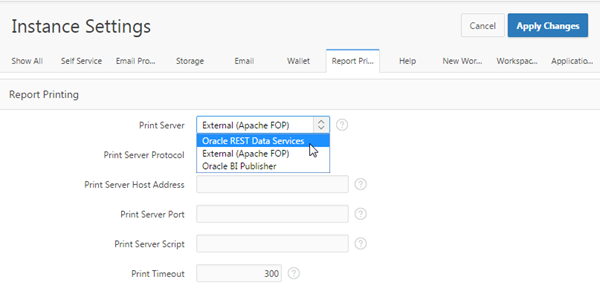 Instance Settings
Cancel
Apply Changes
Show All
Self Service
Email Pro...
Storage
Email
Wallet
Report Pri...
Help
New Wor...
Workspac...
Applicatio...
Report Printing
Print Server
External (Apache FOP)
?
Oracle REST Data Services
Print Server Protocol
External (Apache FOP)
Oracle BI Publisher
Print Server Host Address
?
Print Server Port
?
Print Server Script
?
Print Timeout
300
?